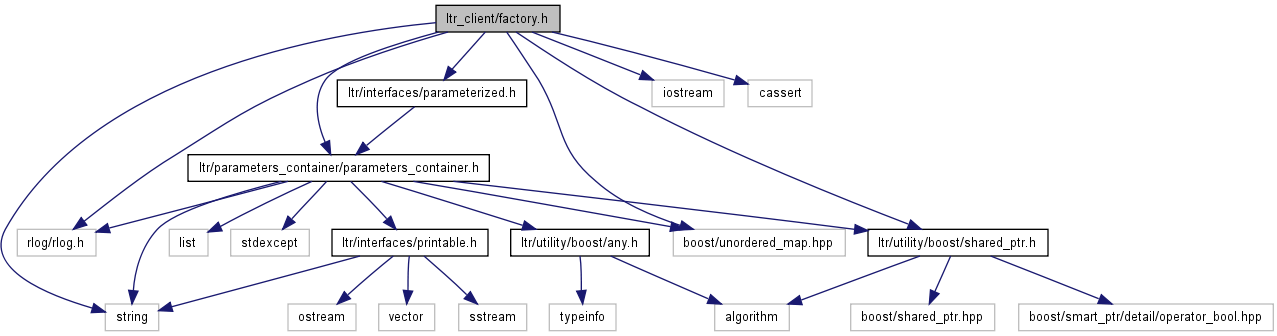 ltr_client/factory.h
ltr/interfaces/parameterized.h
iostream
cassert
ltr/parameters_container/parameters_container.h
rlog/rlog.h
list
stdexcept
ltr/interfaces/printable.h
ltr/utility/boost/any.h
boost/unordered_map.hpp
ltr/utility/boost/shared_ptr.h
string
ostream
vector
sstream
typeinfo
algorithm
boost/shared_ptr.hpp
boost/smart_ptr/detail/operator_bool.hpp